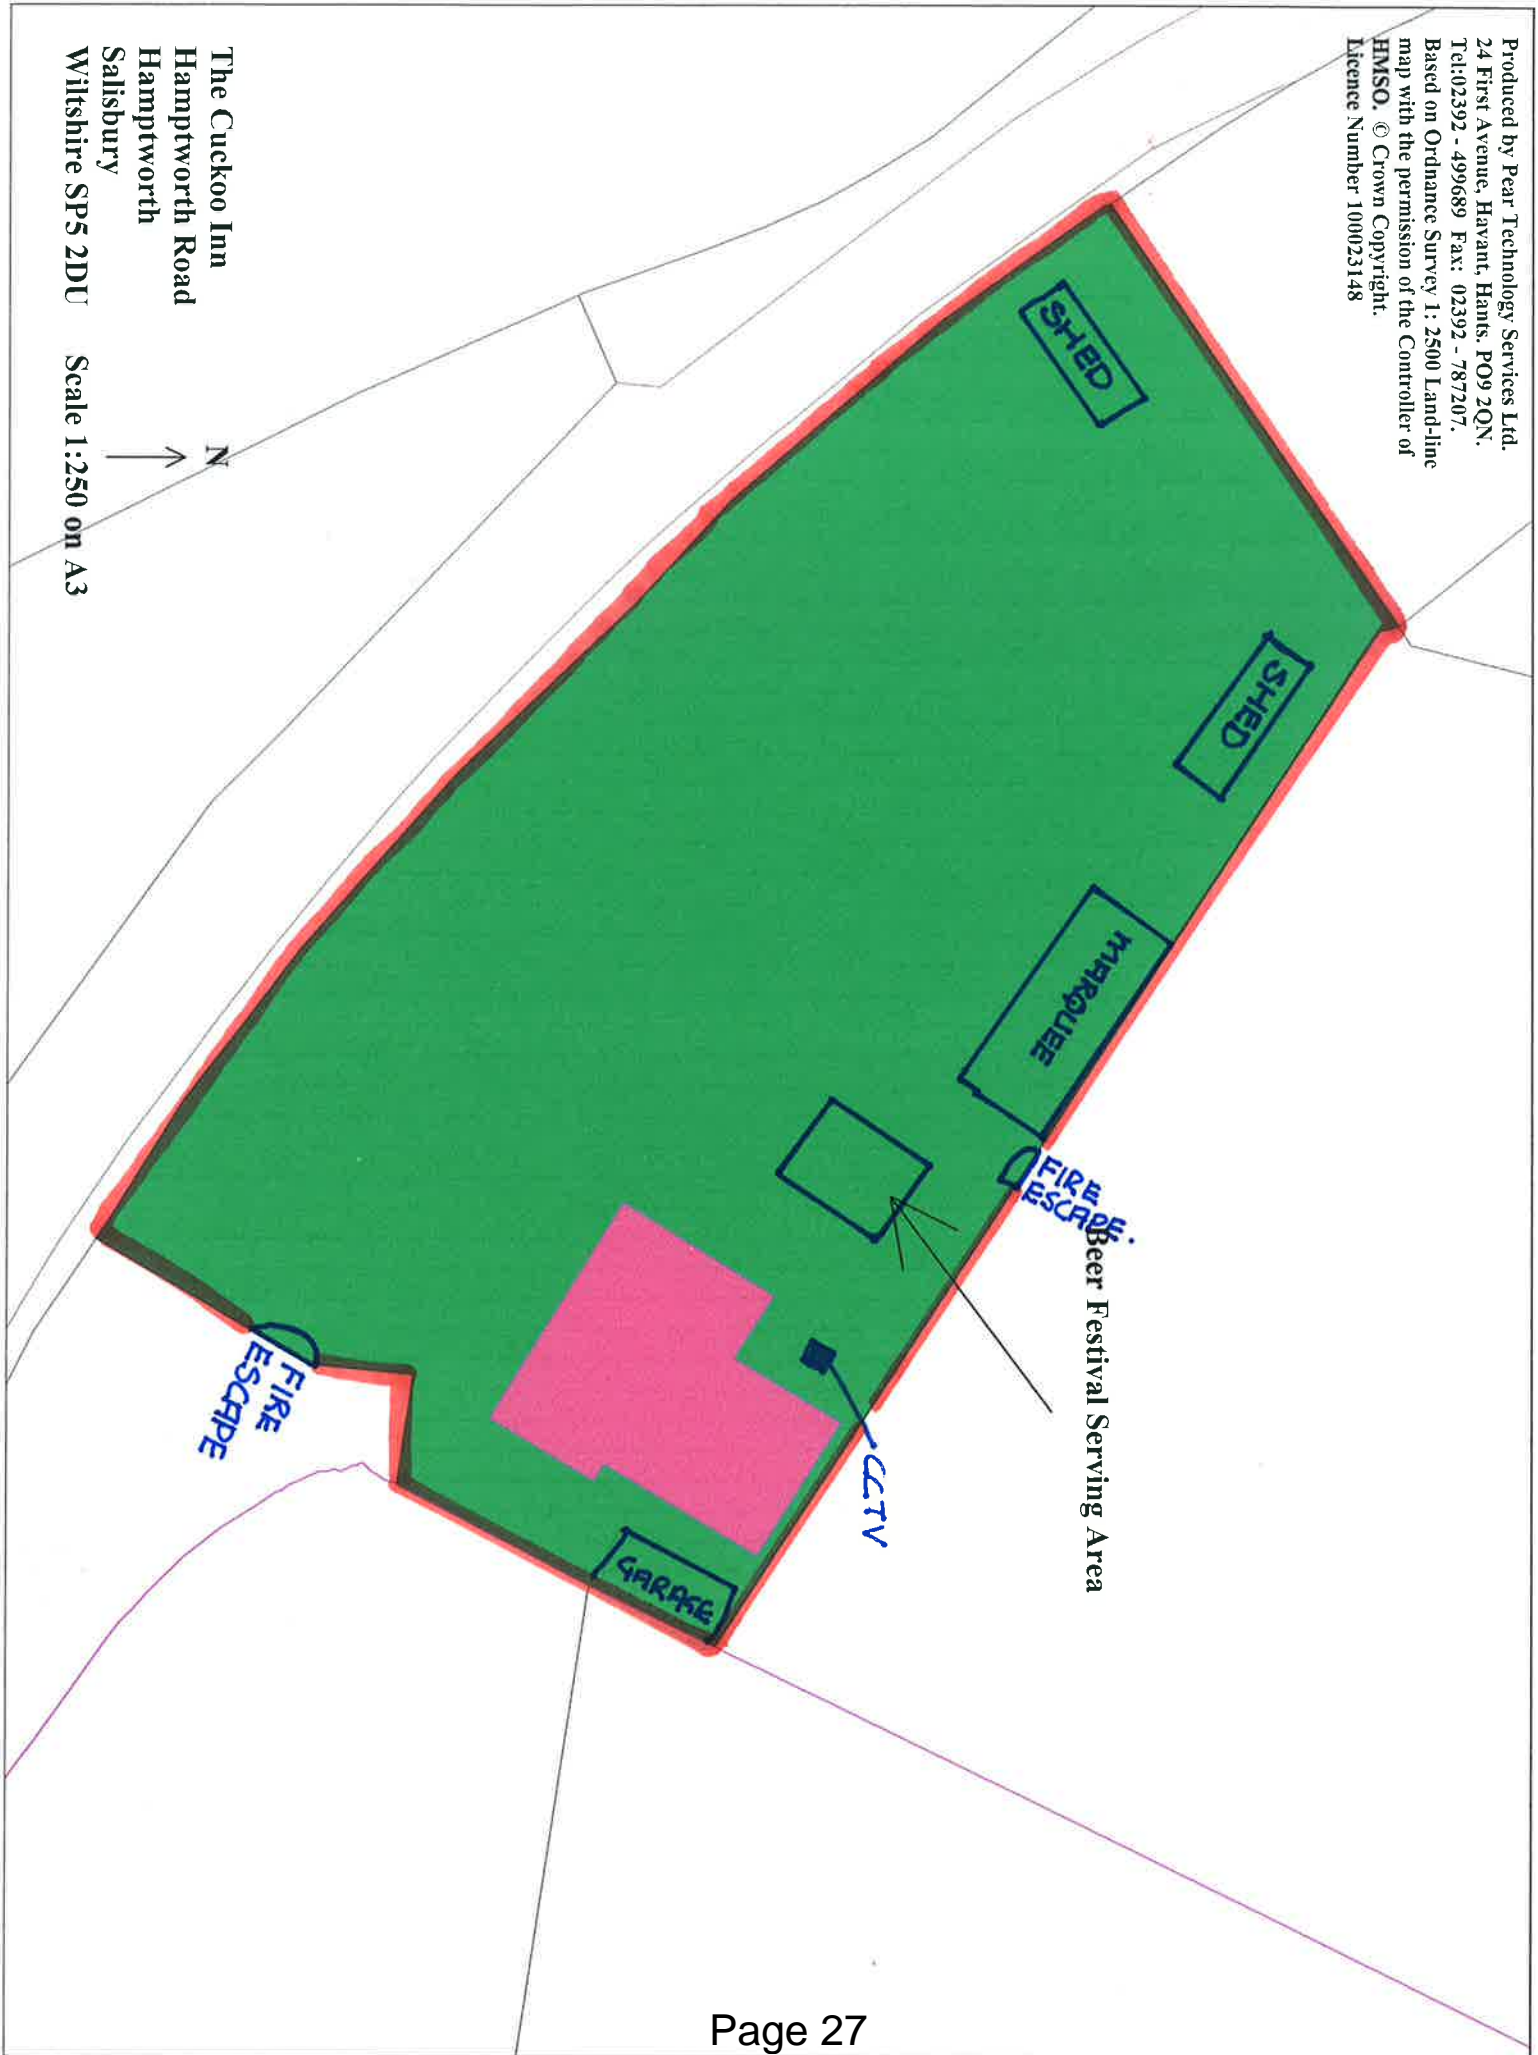 Produced by Pear Technology Services Ltd.
24 First Avenue, Havant, Hants. PO9 2QN.
Tel:02392 - 499689 Fax: 02392 - 787207.
Based on Ordnance Survey 1: 2500 Land-line
map with the permission of the Controller of
HMSO. © Crown Copyright.
Licence Number 100023148
SHED
SHED
MARQUEE
FIRE
ESCAPE.
Beer Festival Serving Area
CCTV
GARAGE
FIRE
ESCAPE
The Cuckoo Inn
Hamptworth Road
Hamptworth
Salisbury
Wiltshire SP5 2DU Scale 1:250 on A3
N
Page 27